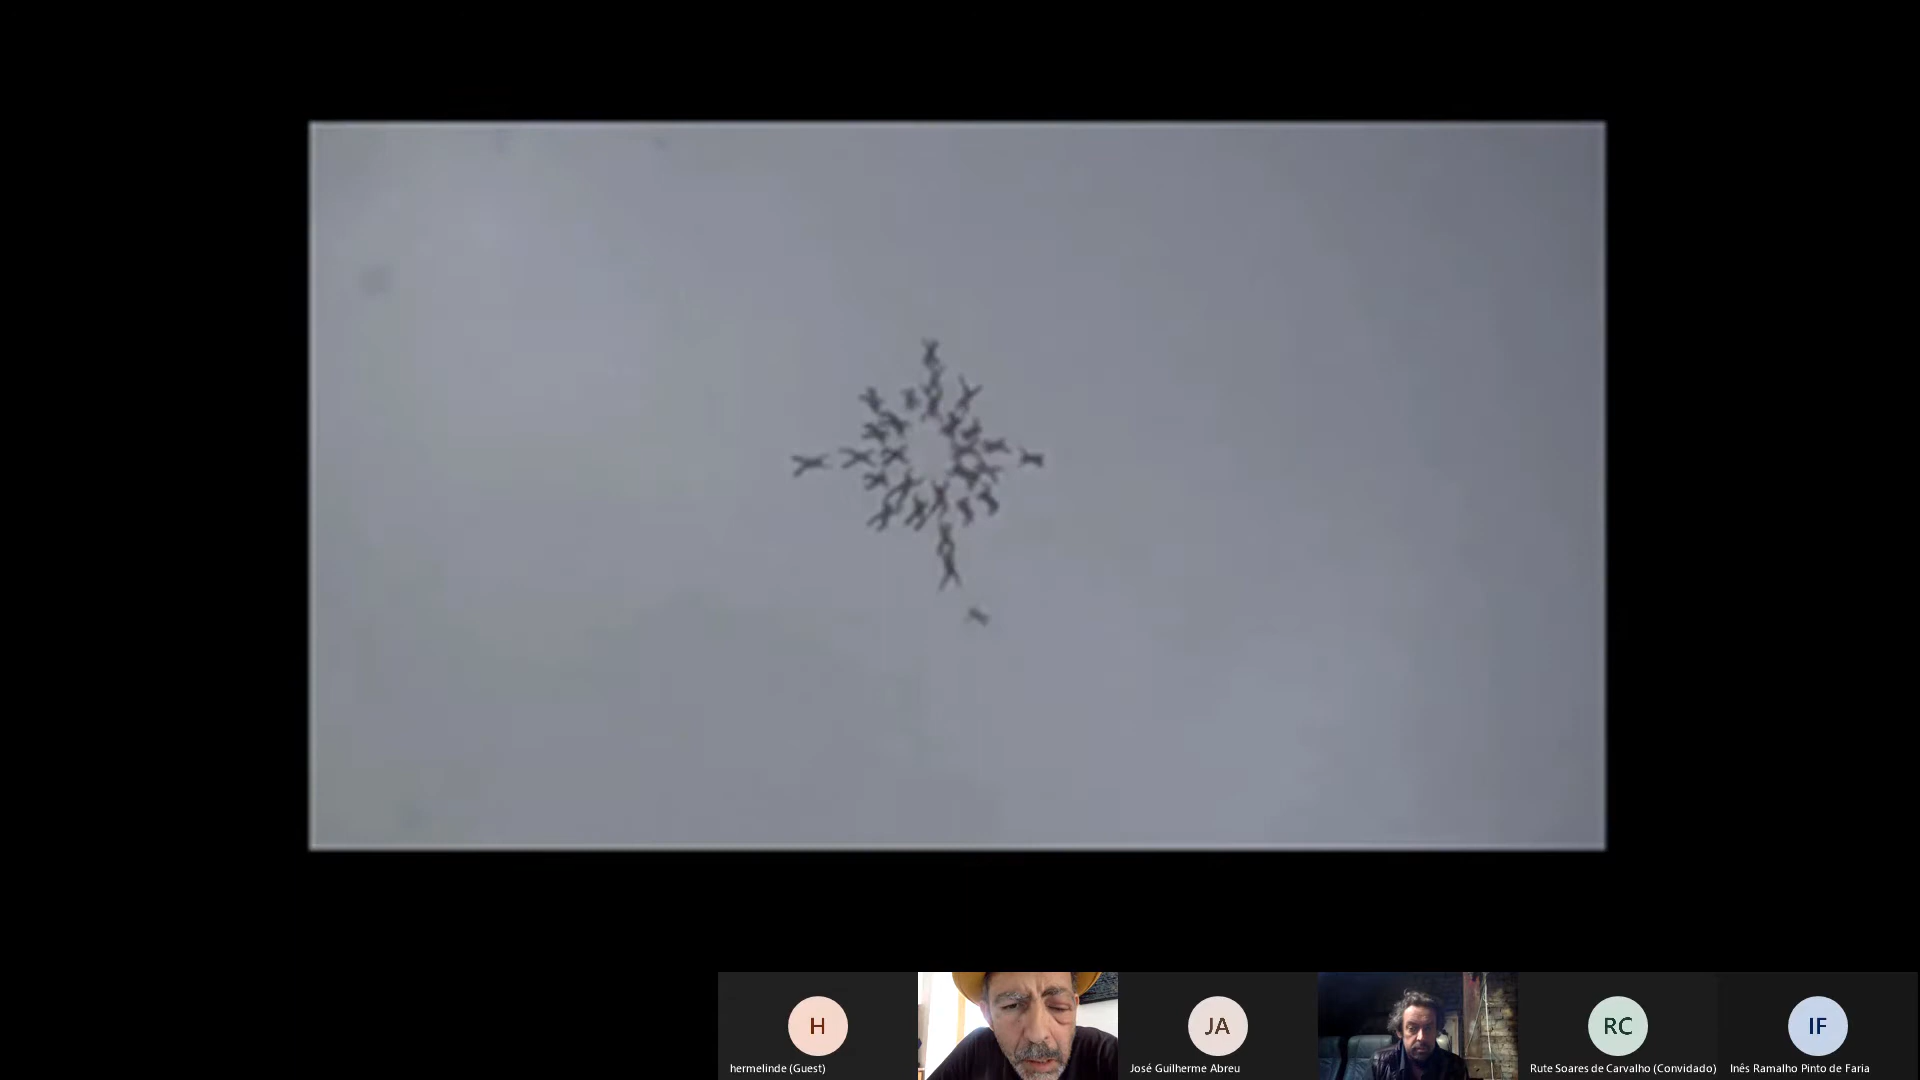 H
JA
RC
IF
hermelinde (Guest)
José Guilherme Abreu
Rute Soares de Carvalho (Convidado)
Inês Ramalho Pinto de Faria